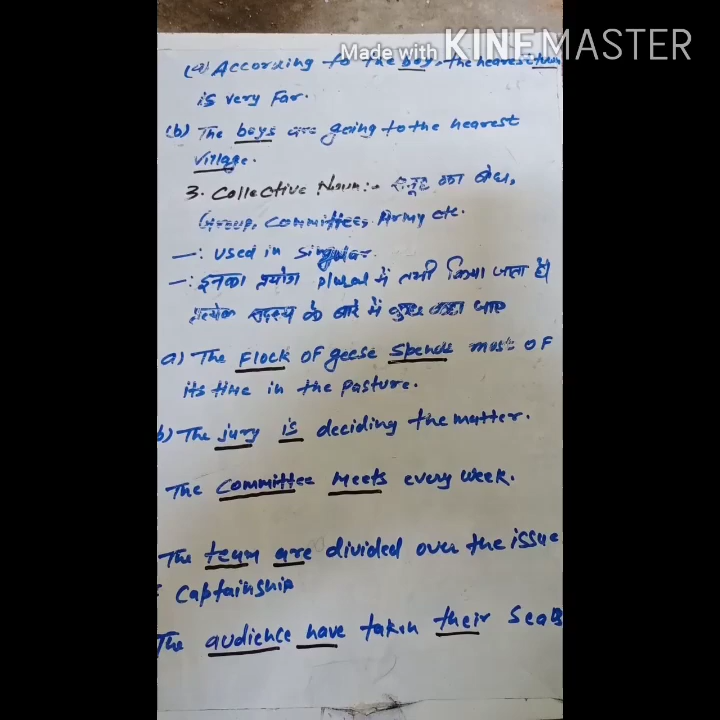 Made with KINEMASTER
(a) According to the boy, the nearest town
is very far.
(b) The boys are going to the nearest
village.
3. Collective Noun:- समूह का बोध,
Group, Committee, Army etc.
—: used in singular.
—: इनका प्रयोग plural में तभी किया जाता है।
प्रत्येक सदस्य के बारे में कुछ कहा जाए
a) The Flock of geese spends most of
its time in the pasture.
b) The jury is deciding the matter.
The Committee Meets every week.
The team are divided over the issue
Captainship
The audience have taken their seats